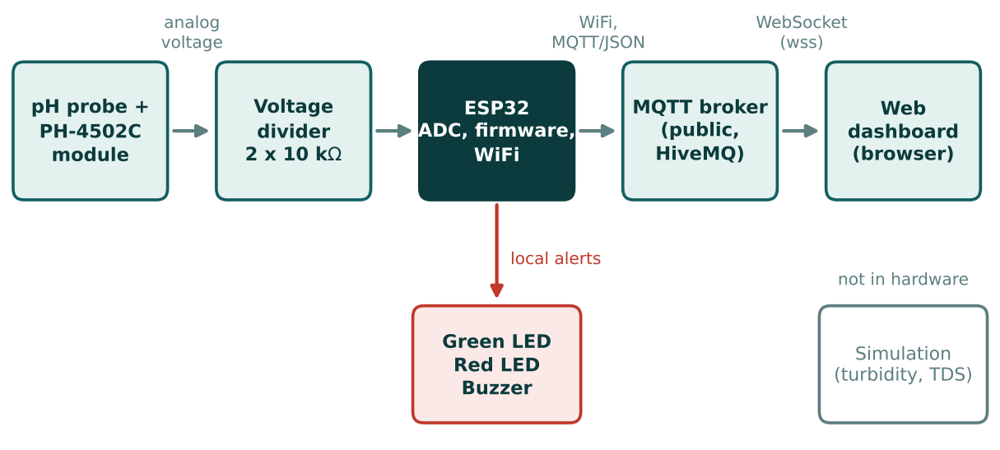 analog
voltage
WiFi,
MQTT/JSON
WebSocket
(wss)
pH probe +
PH-4502C
module
Voltage
divider
2 x 10 kΩ
ESP32
ADC, firmware,
WiFi
MQTT broker
(public,
HiveMQ)
Web
dashboard
(browser)
local alerts
not in hardware
Green LED
Red LED
Buzzer
Simulation
(turbidity, TDS)